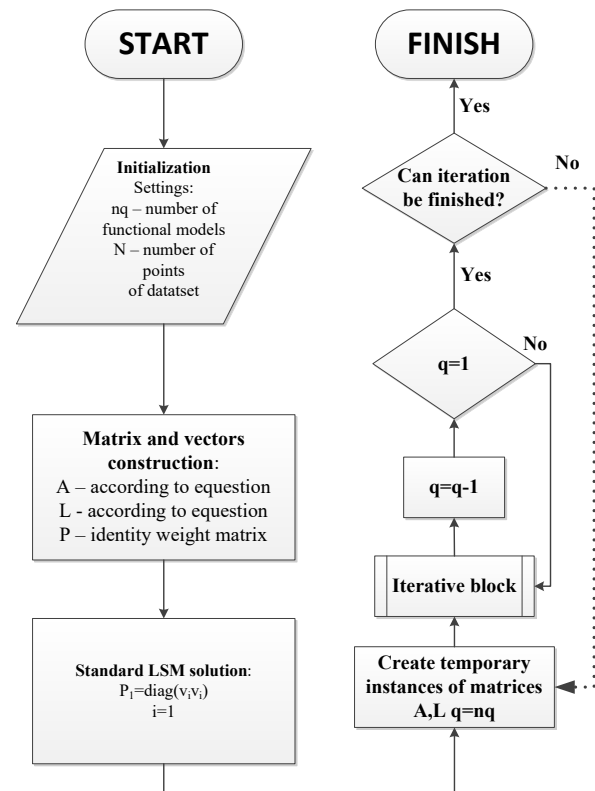 START
Initialization
Settings:
nq – number of
functional models
N – number of
points
of datatset
Matrix and vectors
construction:
A – according to equestion
L - according to equestion
P – identity weight matrix
Standard LSM solution:
P₁=diag(vᵢvᵢ)
i=1
FINISH
Yes
Can iteration
be finished?
No
Yes
q=1
No
q=q-1
Iterative block
Create temporary
instances of matrices
A,L q=nq